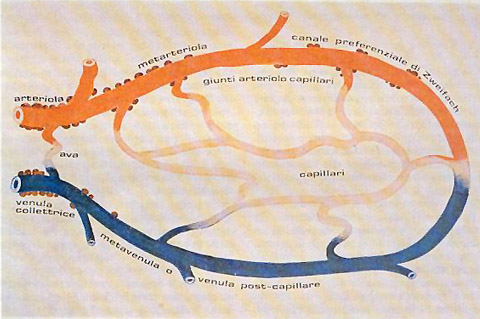 canale preferenziale di Zweifach
metarteriola
giunti arteriolo capillari
arteriola
ava
capillari
venula
collettrice
metavenula o
venula post-capillare